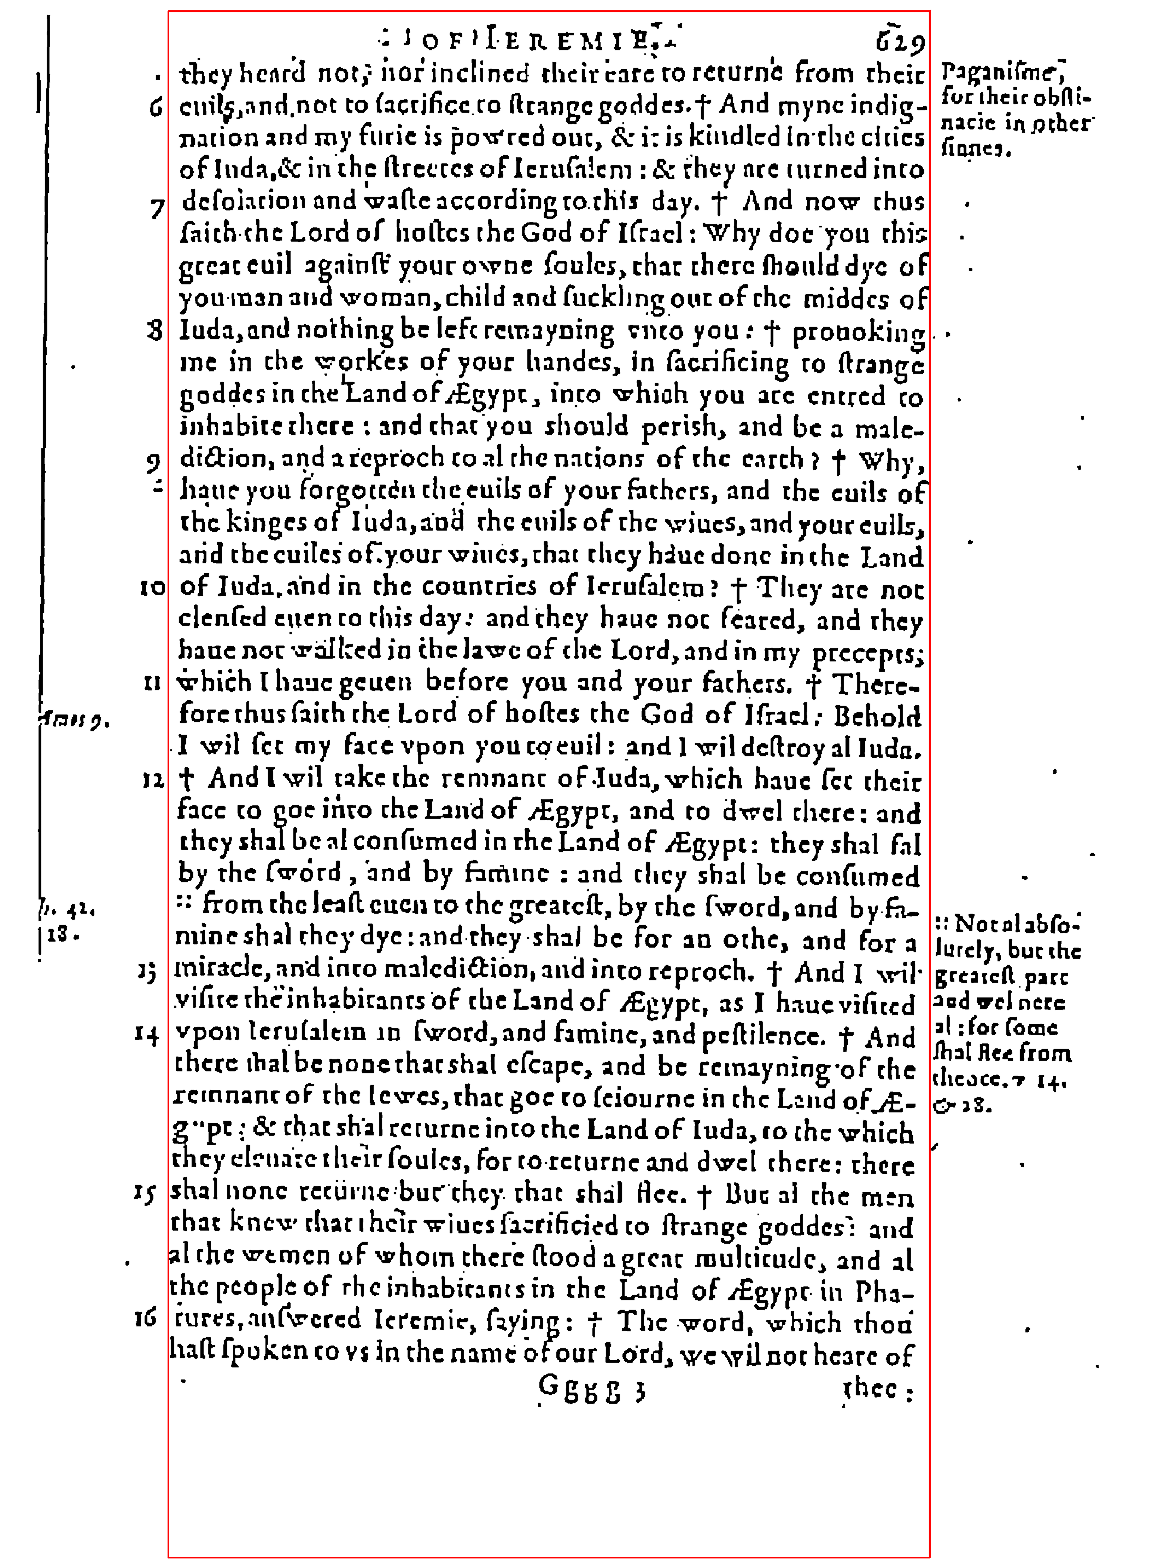 OF IEREMIE. 629
they heard not, nor inclined their eare to returne from their
Paganisme,
for their obsti-
nacie in other
sinnes.
6 euils, and not to sacrifice to strange goddes. † And myne indig-
nation and my furie is powred out, & it is kindled in the cities
of Iuda, & in the streetes of Ierusalem : & they are turned into
7 desolation and waste according to this day. † And now thus
saith the Lord of hostes the God of Israel : Why doe you this
great euil against your owne soules, that there should dye of
you man and woman, child and suckling out of the middes of
8 Iuda, and nothing be left remayning vnto you : † prouoking
me in the workes of your handes, in sacrificing to strange
goddes in the Land of Ægypt, into which you are entred to
inhabite there : and that you should perish, and be a male-
9 diction, and a reproch to al the nations of the earth ? † Why,
haue you forgotten the euils of your fathers, and the euils of
the kinges of Iuda, and the euils of the wiues, and your euils,
and the euiles of your wiues, that they haue done in the Land
10 of Iuda, and in the countries of Ierusalem ? † They are not
clensed euen to this day : and they haue not feared, and they
haue not walked in the lawe of the Lord, and in my precepts,
11 which I haue geuen before you and your fathers. † There-
Amos 9.
fore thus saith the Lord of hostes the God of Israel : Behold
I wil set my face vpon you to euil : and I wil destroy al Iuda.
12 † And I wil take the remnant of Iuda, which haue set their
face to goe into the Land of Ægypt, and to dwel there : and
they shal be al consumed in the Land of Ægypt : they shal fal
by the sword, and by famine : and they shal be consumed
42.
18.
:: from the least euen to the greatest, by the sword, and by fa-
mine shal they dye : and they shal be for an othe, and for a
:: Not al abso-
lutely, but the
greatest part
and wel nere
al : for some
shal flee from
thence. v 14.
& 28.
13 miracle, and into malediction, and into reproch. † And I wil
visite the inhabitants of the Land of Ægypt, as I haue visited
14 vpon Ierusalem in sword, and famine, and pestilence. † And
there shal be none that shal escape, and be remayning of the
remnant of the Iewes, that goe to seiourne in the Land of Æ-
gypt : & that shal returne into the Land of Iuda, to the which
they eleuate their soules, for to returne and dwel there : there
15 shal none returne but they that shal flee. † But al the men
that knew that their wiues sacrificied to strange goddes : and
al the wemen of whom there stood a great multitude, and al
the people of the inhabitants in the Land of Ægypt in Pha-
16 tures, answered Ieremie, saying : † The word, which thou
hast spoken to vs in the name of our Lord, we wil not heare of
Gggg 3 thee :